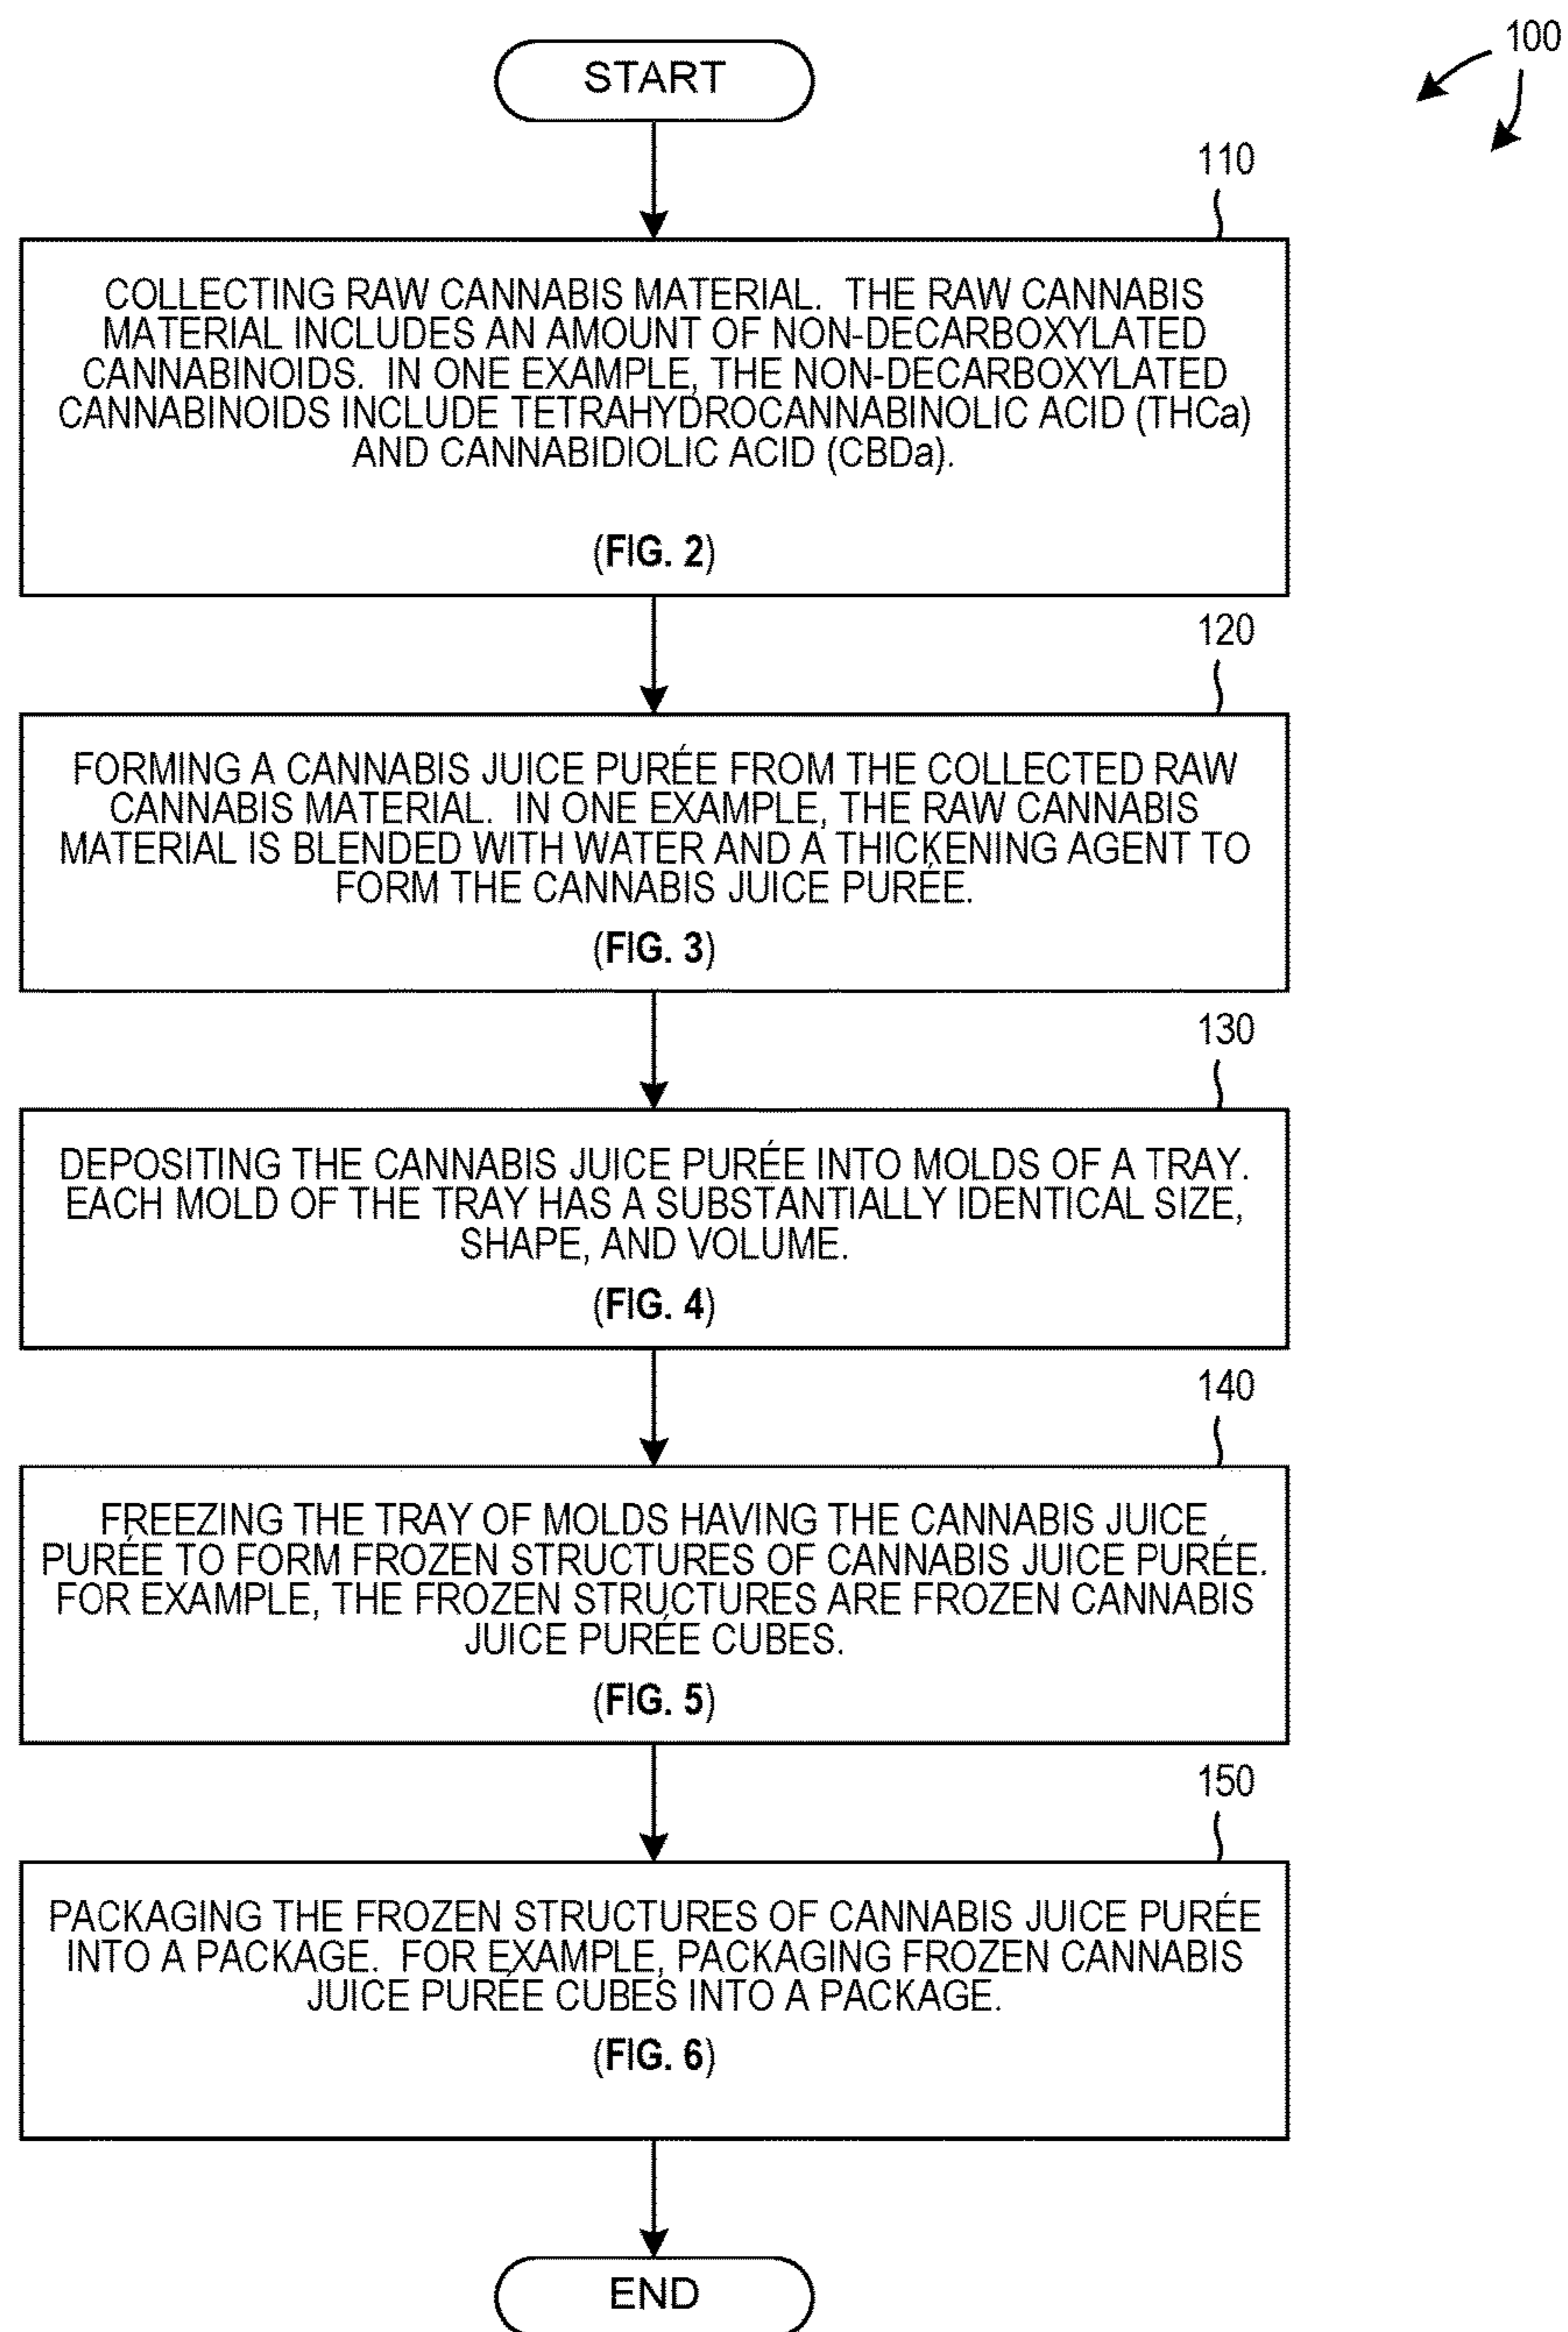 100
START
110
COLLECTING RAW CANNABIS MATERIAL. THE RAW CANNABIS
MATERIAL INCLUDES AN AMOUNT OF NON-DECARBOXYLATED
CANNABINOIDS. IN ONE EXAMPLE, THE NON-DECARBOXYLATED
CANNABINOIDS INCLUDE TETRAHYDROCANNABINOLIC ACID (THCa)
AND CANNABIDIOLIC ACID (CBDa).
(FIG. 2)
120
FORMING A CANNABIS JUICE PURÉE FROM THE COLLECTED RAW
CANNABIS MATERIAL. IN ONE EXAMPLE, THE RAW CANNABIS
MATERIAL IS BLENDED WITH WATER AND A THICKENING AGENT TO
FORM THE CANNABIS JUICE PURÉE.
(FIG. 3)
130
DEPOSITING THE CANNABIS JUICE PURÉE INTO MOLDS OF A TRAY.
EACH MOLD OF THE TRAY HAS A SUBSTANTIALLY IDENTICAL SIZE,
SHAPE, AND VOLUME.
(FIG. 4)
140
FREEZING THE TRAY OF MOLDS HAVING THE CANNABIS JUICE
PURÉE TO FORM FROZEN STRUCTURES OF CANNABIS JUICE PURÉE.
FOR EXAMPLE, THE FROZEN STRUCTURES ARE FROZEN CANNABIS
JUICE PURÉE CUBES.
(FIG. 5)
150
PACKAGING THE FROZEN STRUCTURES OF CANNABIS JUICE PURÉE
INTO A PACKAGE. FOR EXAMPLE, PACKAGING FROZEN CANNABIS
JUICE PURÉE CUBES INTO A PACKAGE.
(FIG. 6)
END